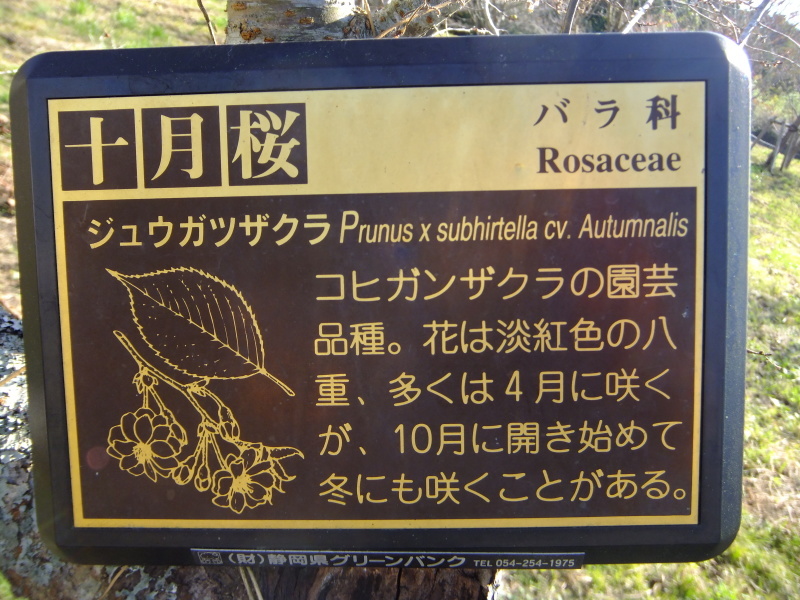 十月桜
バラ科
Rosaceae
ジュウガツザクラ Prunus x subhirtella cv. Autumnalis
コヒガンザクラの園芸
品種。花は淡紅色の八
重、多くは4月に咲く
が、10月に開き始めて
冬にも咲くことがある。
(財)静岡県グリーンバンク TEL 054-254-1975